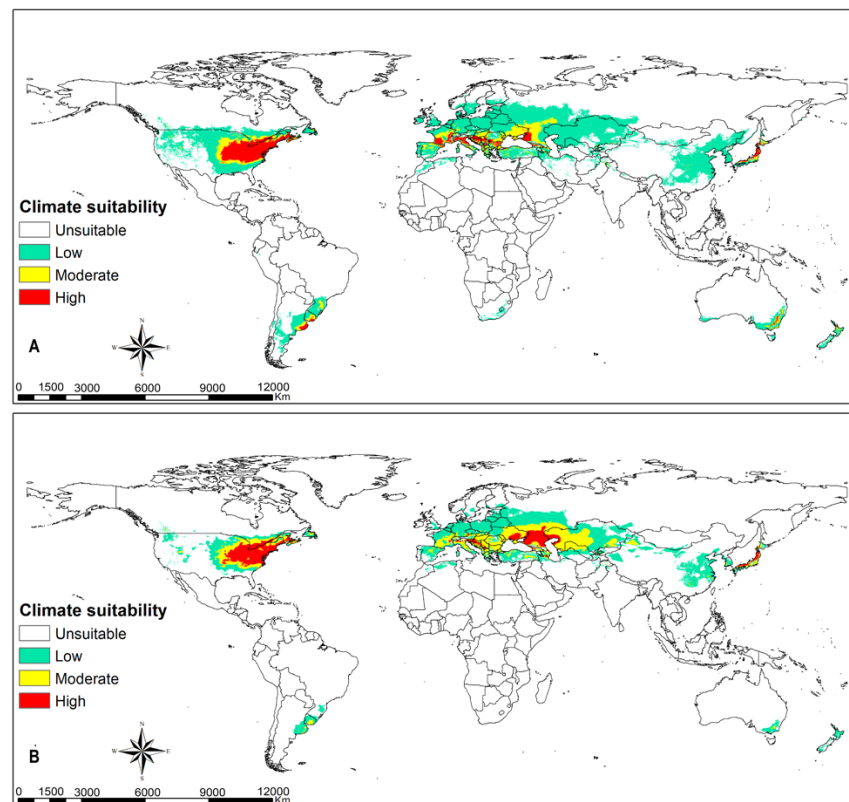 Climate suitability
Unsuitable
Low
Moderate
High
N
W E
S
A
0 1500 3000 6000 9000 12000
Km
Climate suitability
Unsuitable
Low
Moderate
High
N
W E
S
B
0 1500 3000 6000 9000 12000
Km